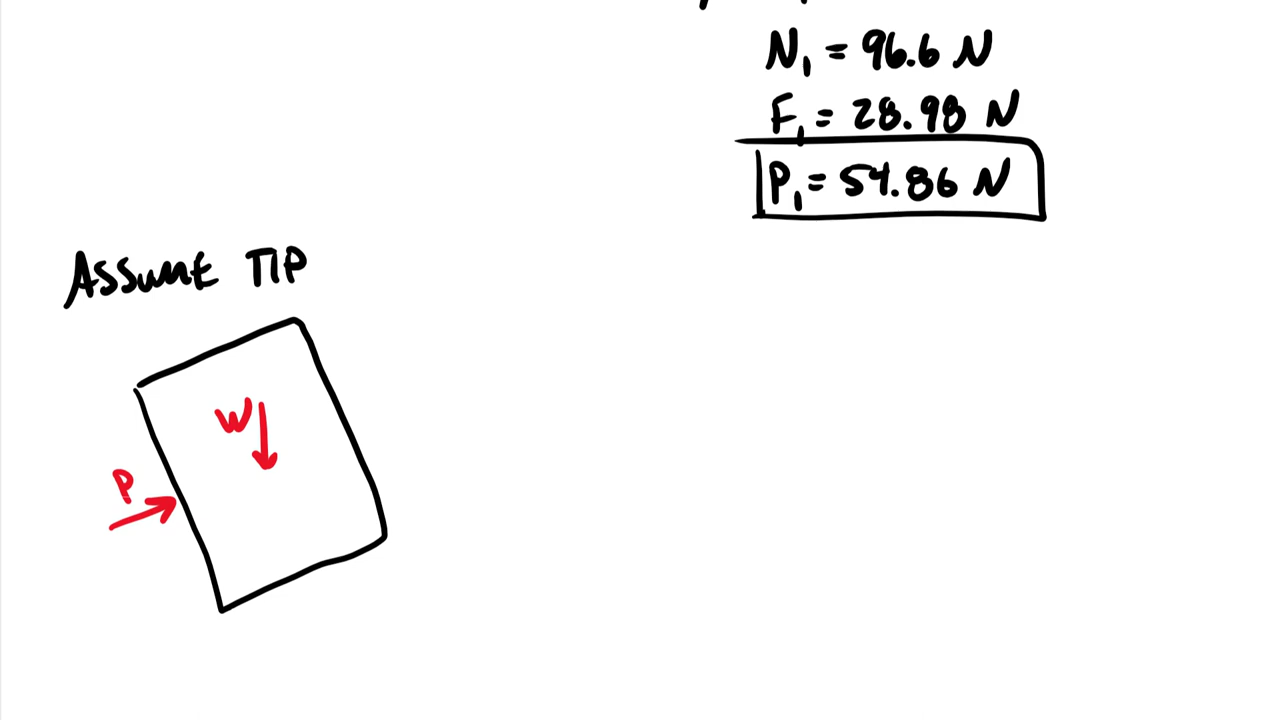 N₁ = 96.6 N
F₁ = 28.98 N
P₁ = 54.86 N
ASSUME TIP
W
P